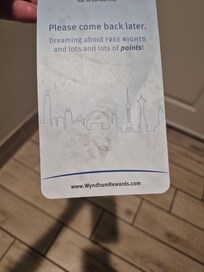 Please come back later.
Dreaming about FREE NIGHTS
and lots and lots of points!
www.WyndhamRewards.com